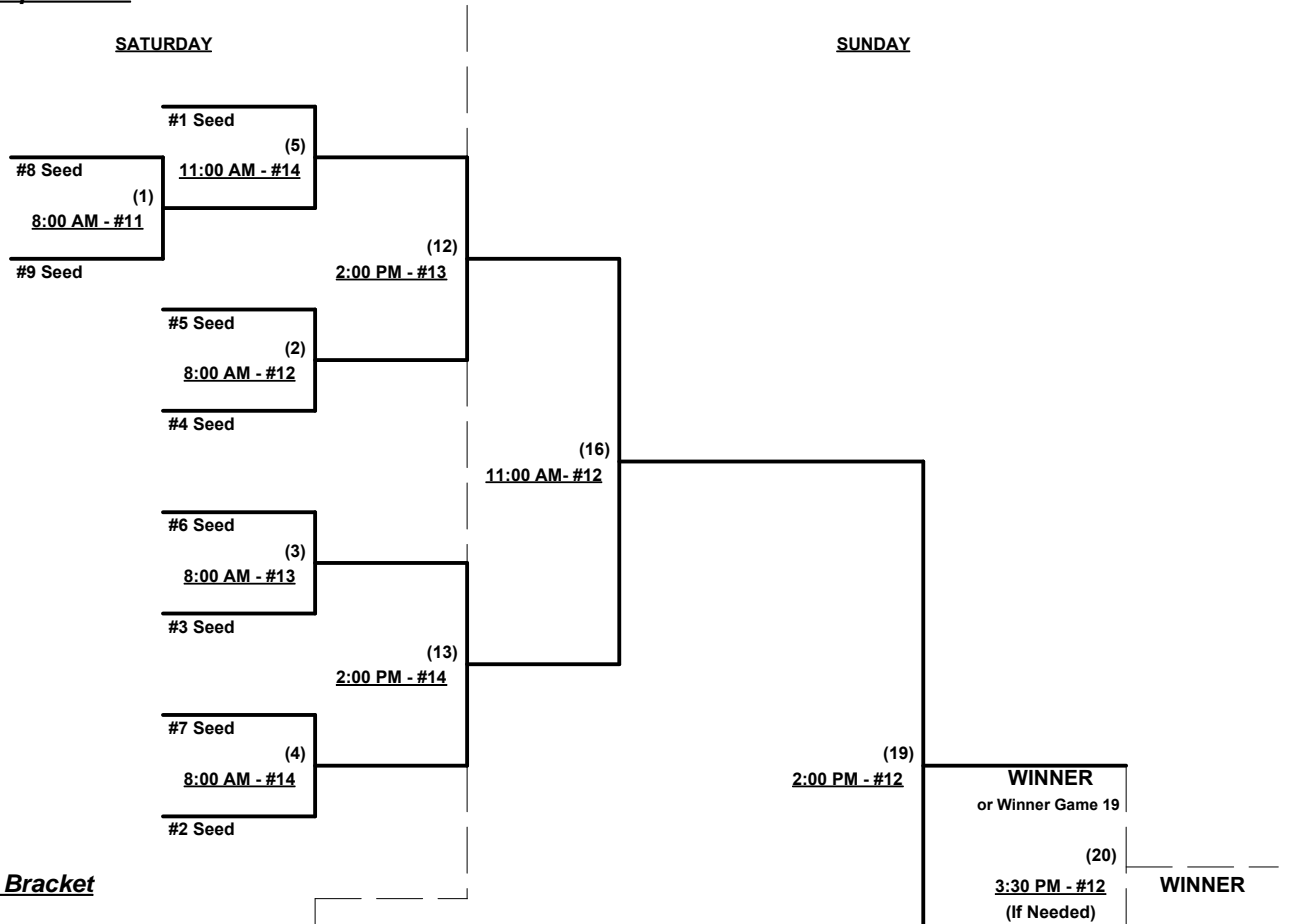 SATURDAY
SUNDAY
#1 Seed
(5)
11:00 AM - #14
#8 Seed
(1)
8:00 AM - #11
#9 Seed
(12)
2:00 PM - #13
#5 Seed
(2)
8:00 AM - #12
#4 Seed
(16)
11:00 AM- #12
#6 Seed
(3)
8:00 AM - #13
#3 Seed
(13)
2:00 PM - #14
#7 Seed
(4)
8:00 AM - #14
#2 Seed
(19)
2:00 PM - #12
WINNER
or Winner Game 19
(20)
3:30 PM - #12
(If Needed)
WINNER
Bracket